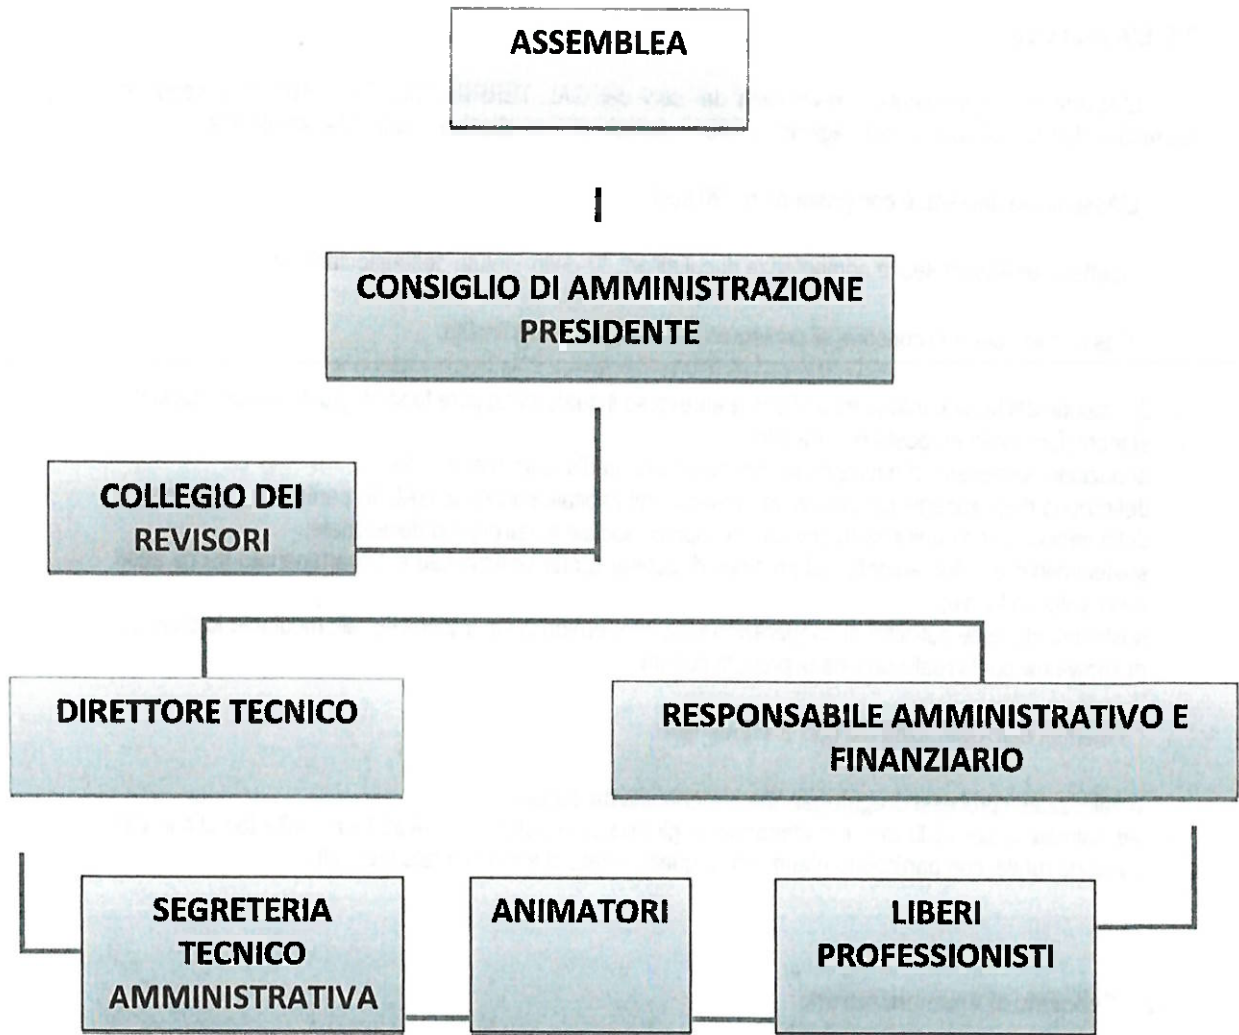 ASSEMBLEA
CONSIGLIO DI AMMINISTRAZIONE
PRESIDENTE
COLLEGIO DEI
REVISORI
DIRETTORE TECNICO
RESPONSABILE AMMINISTRATIVO E
FINANZIARIO
SEGRETERIA
TECNICO
AMMINISTRATIVA
ANIMATORI
LIBERI
PROFESSIONISTI